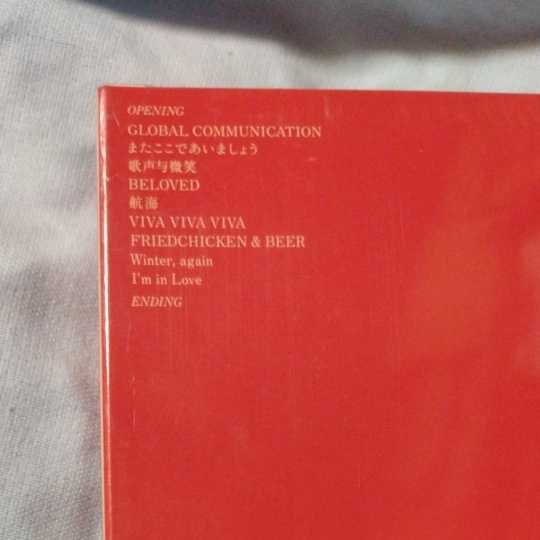 OPENING
GLOBAL COMMUNICATION
またここであいましょう
歌声与微笑
BELOVED
航海
VIVA VIVA VIVA
FRIEDCHICKEN & BEER
Winter, again
I'm in Love
ENDING